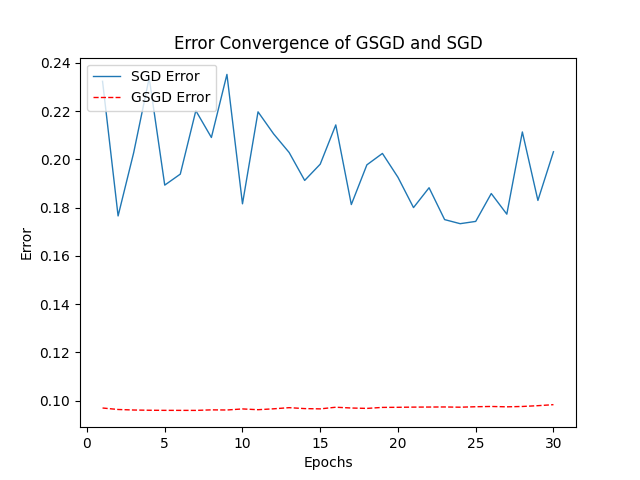 Error Convergence of GSGD and SGD
SGD Error
GSGD Error
Error
0.24
0.22
0.20
0.18
0.16
0.14
0.12
0.10
0 5 10 15 20 25 30
Epochs